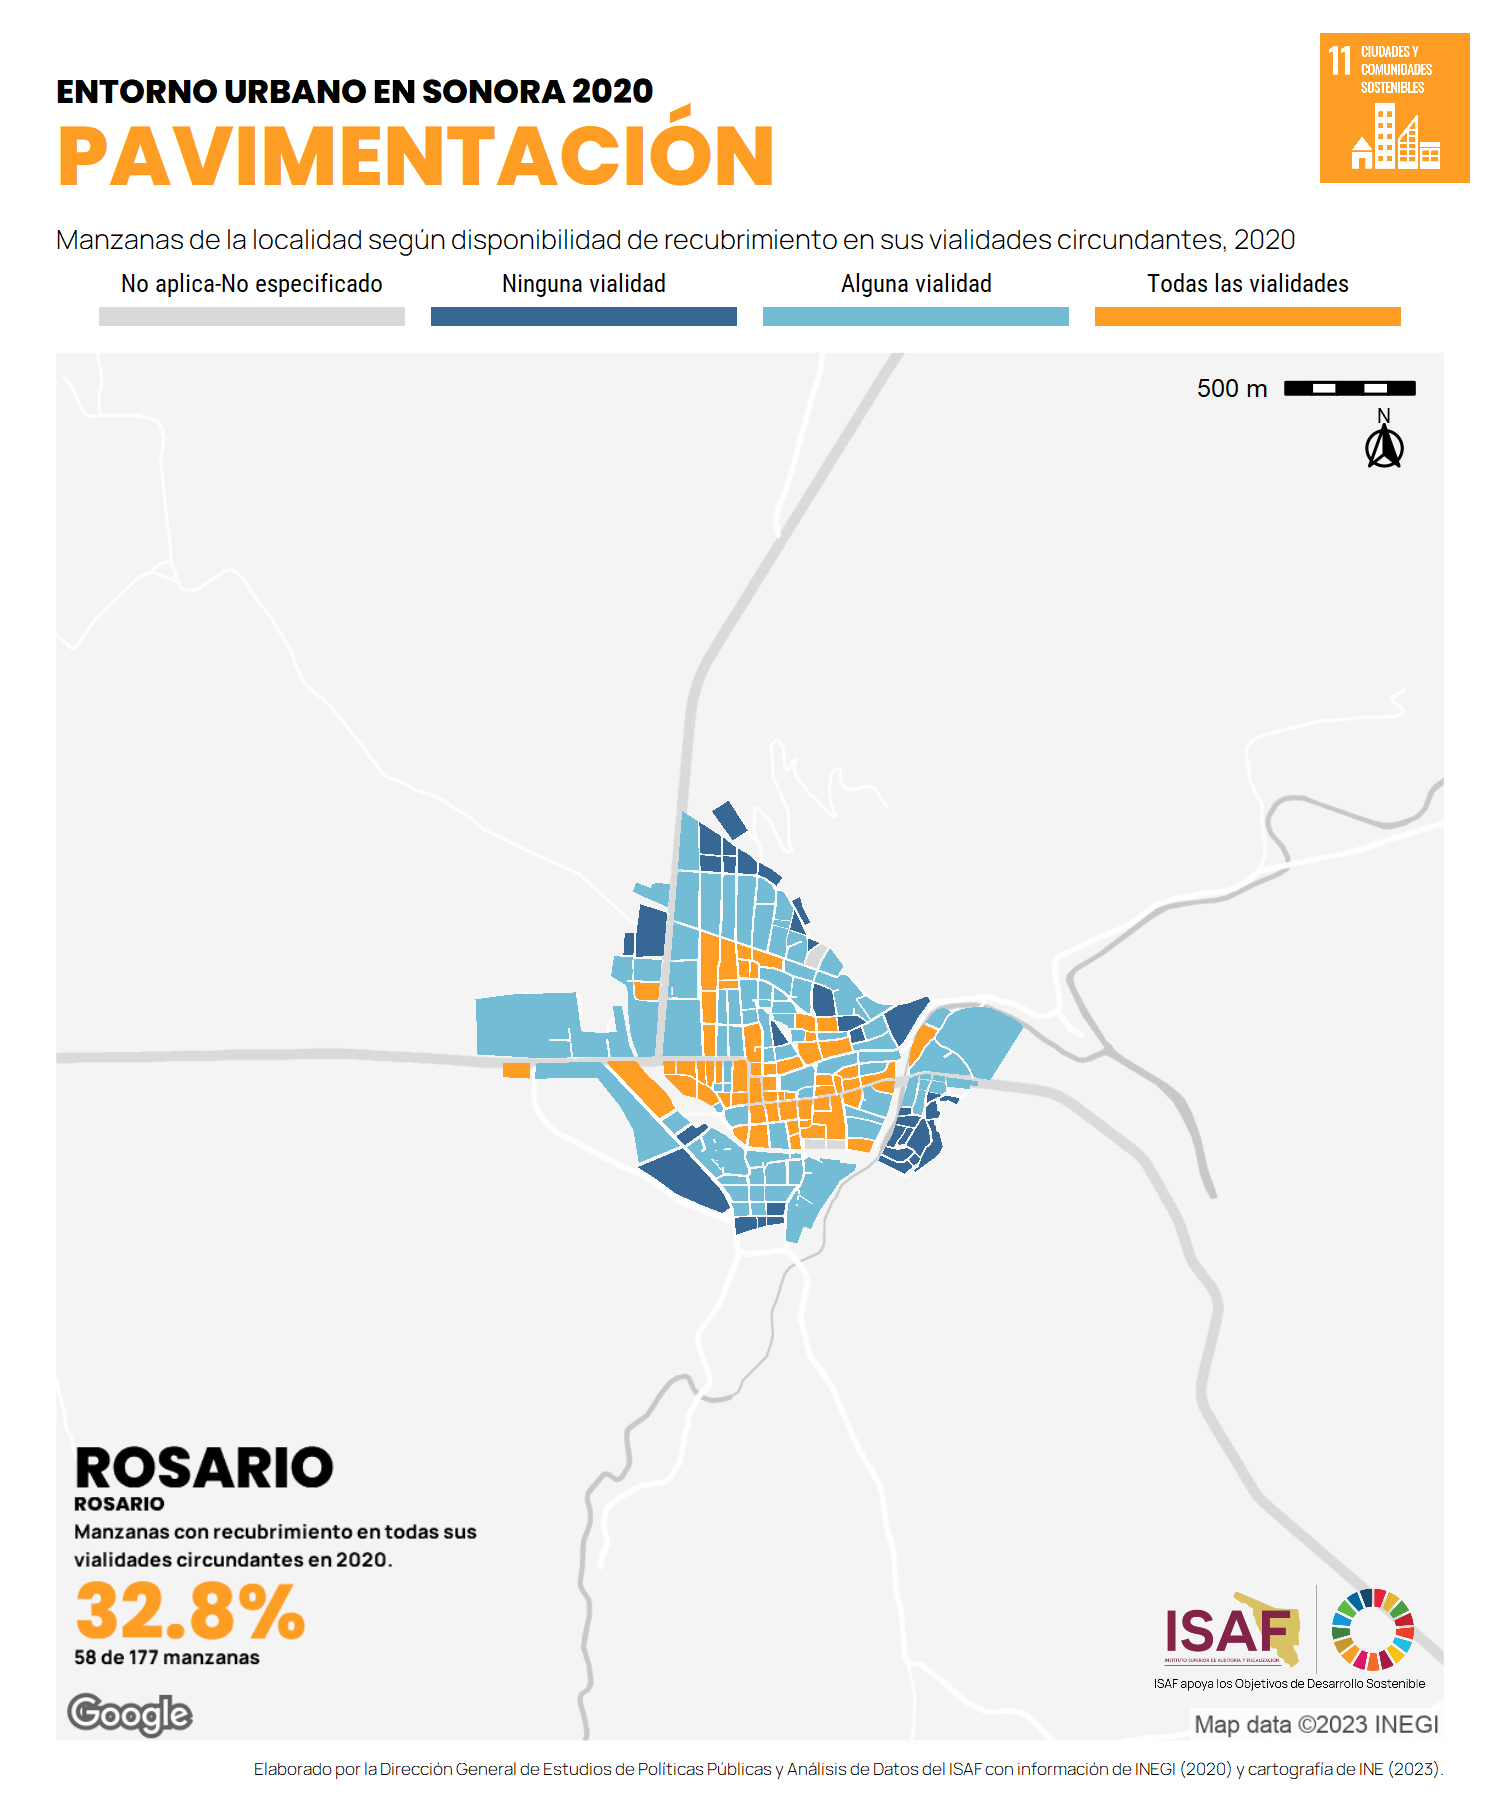 ENTORNO URBANO EN SONORA 2020
PAVIMENTACIÓN
11 CIUDADES Y
COMUNIDADES
SOSTENIBLES
Manzanas de la localidad según disponibilidad de recubrimiento en sus vialidades circundantes, 2020
No aplica-No especificado
Ninguna vialidad
Alguna vialidad
Todas las vialidades
500 m
N
ROSARIO
ROSARIO
Manzanas con recubrimiento en todas sus
vialidades circundantes en 2020.
32.8%
58 de 177 manzanas
Google
ISAF
INSTITUTO SUPERIOR DE AUDITORÍA Y FISCALIZACIÓN
ISAF apoya los Objetivos de Desarrollo Sostenible
Map data ©2023 INEGI
Elaborado por la Dirección General de Estudios de Políticas Públicas y Análisis de Datos del ISAF con información de INEGI (2020) y cartografía de INE (2023).